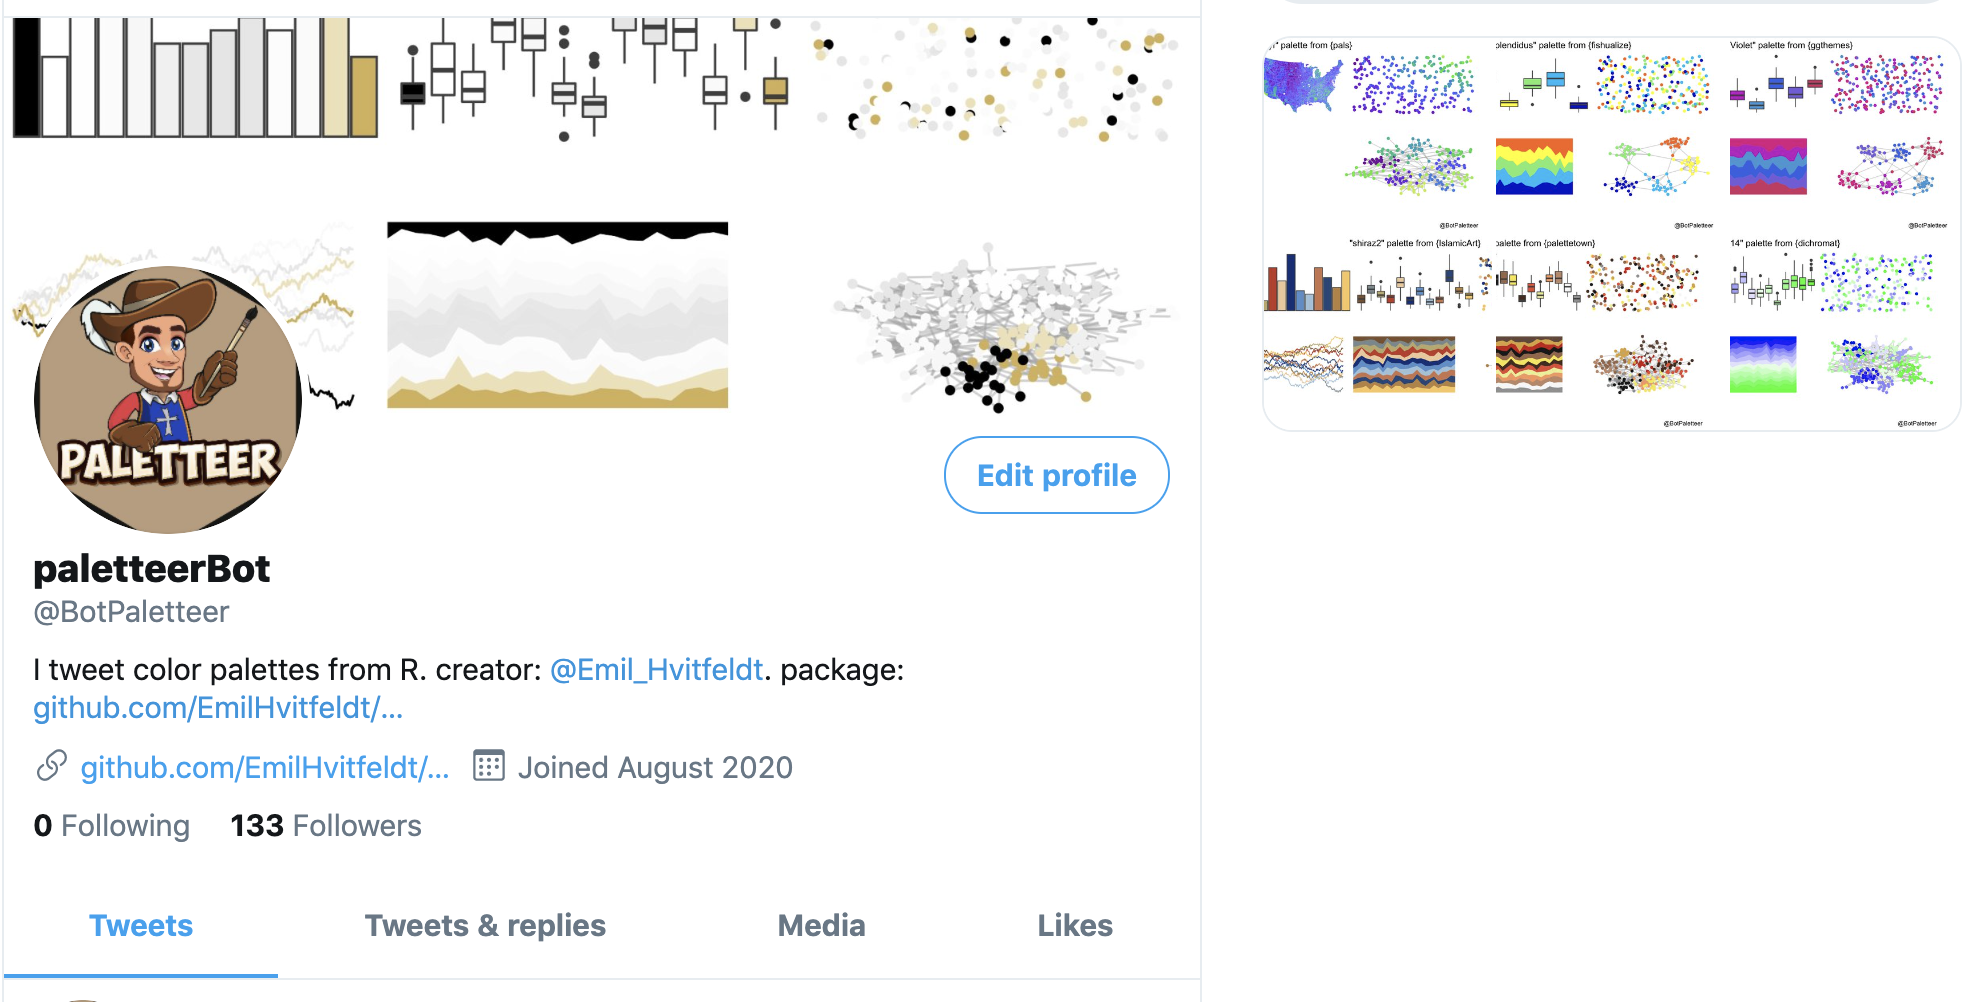 PALETTEER
Edit profile
paletteerBot
@BotPaletteer
I tweet color palettes from R. creator: @Emil_Hvitfeldt. package:
github.com/EmilHvitfeldt/...
github.com/EmilHvitfeldt/... Joined August 2020
0 Following 133 Followers
Tweets Tweets & replies Media Likes
" palette from {pals}
plendidus" palette from {fishualize}
Violet" palette from {ggthemes}
@BotPaletteer
@BotPaletteer
@BotPaletteer
"shiraz2" palette from {IslamicArt}
palette from {palettetown}
14" palette from {dichromat}
@BotPaletteer
@BotPaletteer